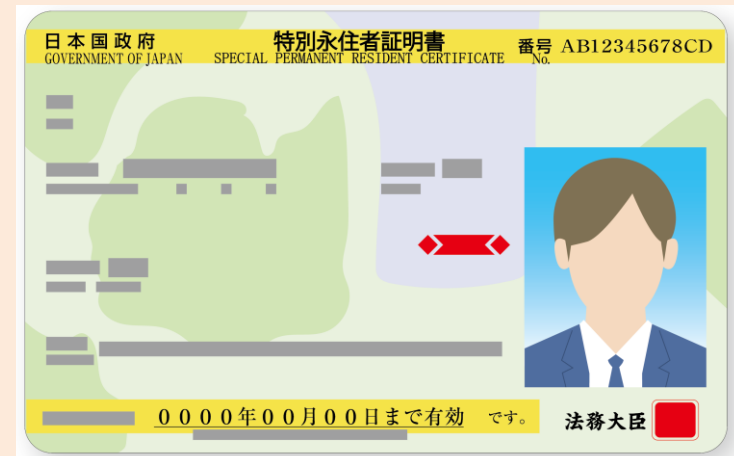 日本国政府 特別永住者証明書 番号 AB12345678CD
GOVERNMENT OF JAPAN SPECIAL PERMANENT RESIDENT CERTIFICATE No.
0000年00月00日まで有効 です。
法務大臣